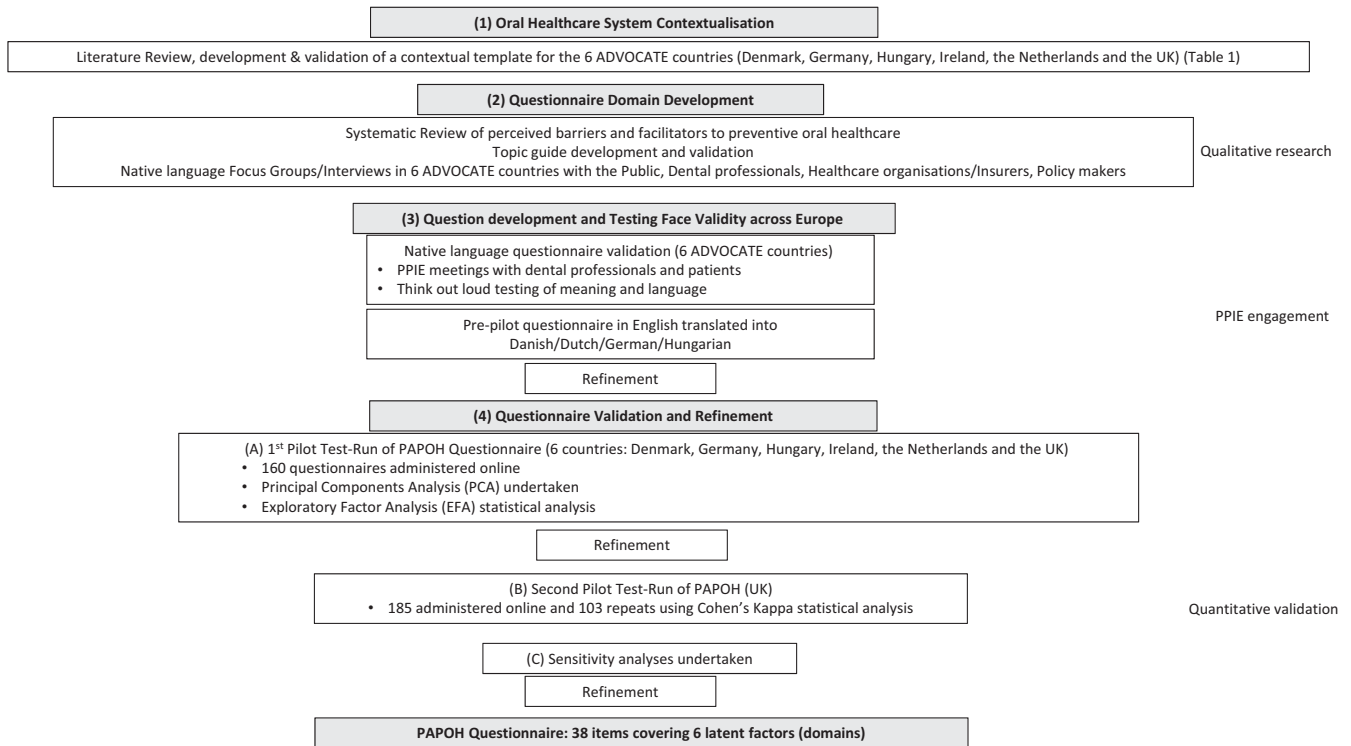 (1) Oral Healthcare System Contextualisation
Literature Review, development & validation of a contextual template for the 6 ADVOCATE countries (Denmark, Germany, Hungary, Ireland, the Netherlands and the UK) (Table 1)
(2) Questionnaire Domain Development
Systematic Review of perceived barriers and facilitators to preventive oral healthcare
Topic guide development and validation
Native language Focus Groups/Interviews in 6 ADVOCATE countries with the Public, Dental professionals, Healthcare organisations/Insurers, Policy makers
Qualitative research
(3) Question development and Testing Face Validity across Europe
Native language questionnaire validation (6 ADVOCATE countries)
• PPIE meetings with dental professionals and patients
• Think out loud testing of meaning and language
Pre-pilot questionnaire in English translated into
Danish/Dutch/German/Hungarian
PPIE engagement
Refinement
(4) Questionnaire Validation and Refinement
(A) 1st Pilot Test-Run of PAPOH Questionnaire (6 countries: Denmark, Germany, Hungary, Ireland, the Netherlands and the UK)
• 160 questionnaires administered online
• Principal Components Analysis (PCA) undertaken
• Exploratory Factor Analysis (EFA) statistical analysis
Refinement
(B) Second Pilot Test-Run of PAPOH (UK)
• 185 administered online and 103 repeats using Cohen's Kappa statistical analysis
Quantitative validation
(C) Sensitivity analyses undertaken
Refinement
PAPOH Questionnaire: 38 items covering 6 latent factors (domains)